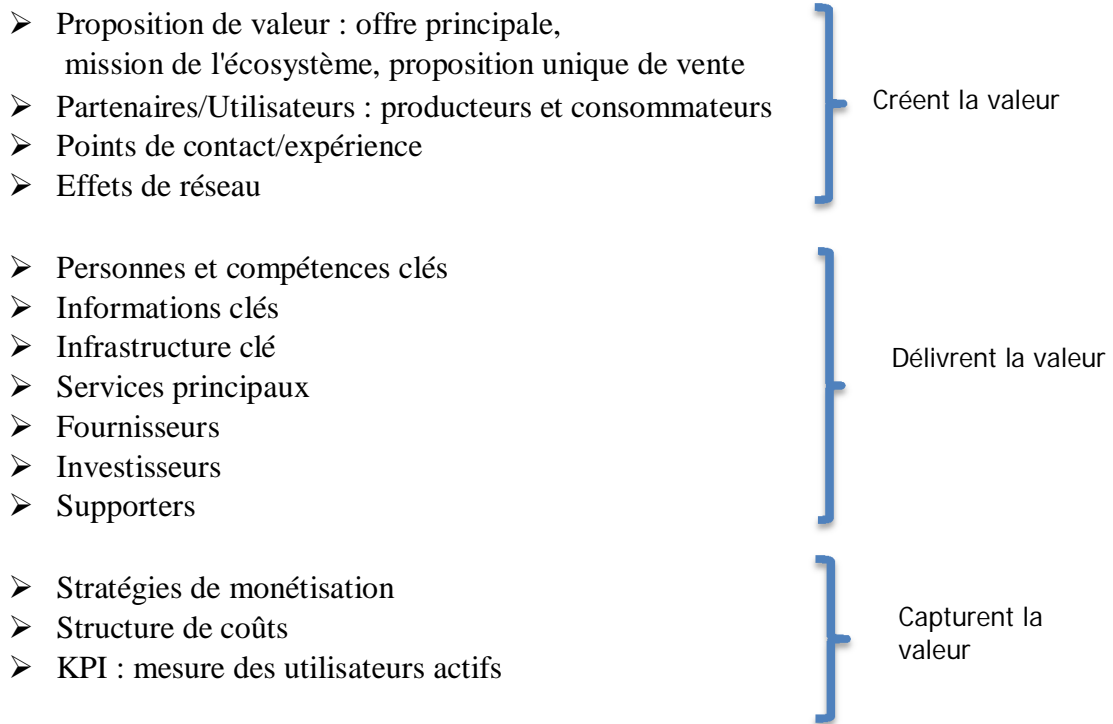 ➢ Proposition de valeur : offre principale,
mission de l'écosystème, proposition unique de vente
➢ Partenaires/Utilisateurs : producteurs et consommateurs
➢ Points de contact/expérience
➢ Effets de réseau
Créent la valeur
➢ Personnes et compétences clés
➢ Informations clés
➢ Infrastructure clé
➢ Services principaux
➢ Fournisseurs
➢ Investisseurs
➢ Supporters
Délivrent la valeur
➢ Stratégies de monétisation
➢ Structure de coûts
➢ KPI : mesure des utilisateurs actifs
Capturent la
valeur